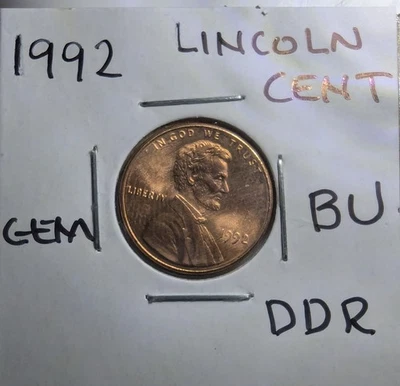 1992 LINCOLN
CENT
IN GOD WE TRUST
LIBERTY
1992
GEM
BU
DDR